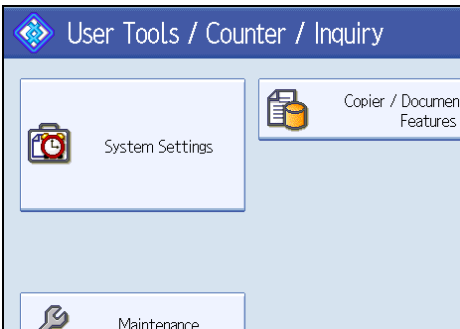 User Tools / Counter / Inquiry
System Settings
Copier / Documen
Features
Maintenance